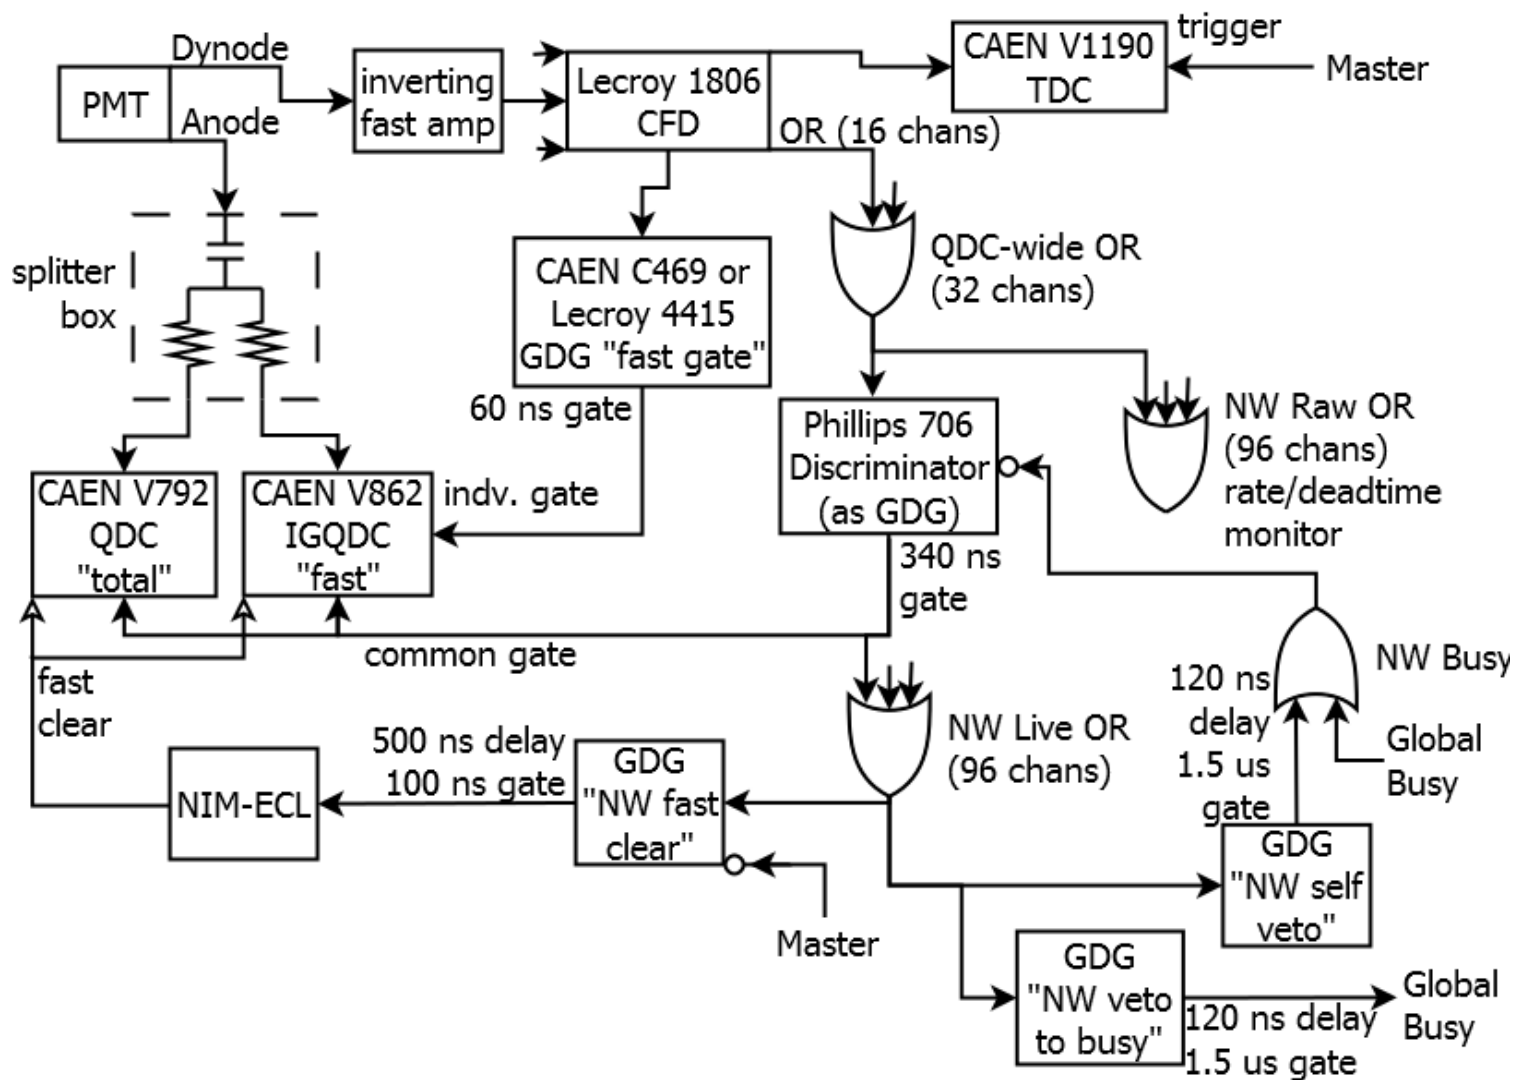 Dynode
PMT
Anode
inverting
fast amp
Lecroy 1806
CFD
OR (16 chans)
CAEN V1190
TDC
trigger
Master
splitter
box
CAEN C469 or
Lecroy 4415
GDG "fast gate"
60 ns gate
QDC-wide OR
(32 chans)
NW Raw OR
(96 chans)
rate/deadtime
monitor
Phillips 706
Discriminator
(as GDG)
340 ns
gate
CAEN V792
QDC
"total"
CAEN V862
IGQDC
"fast"
indv. gate
common gate
fast
clear
NIM-ECL
500 ns delay
100 ns gate
GDG
"NW fast
clear"
Master
NW Live OR
(96 chans)
120 ns
delay
1.5 us
gate
NW Busy
Global
Busy
GDG
"NW self
veto"
GDG
"NW veto
to busy"
120 ns delay
1.5 us gate
Global
Busy